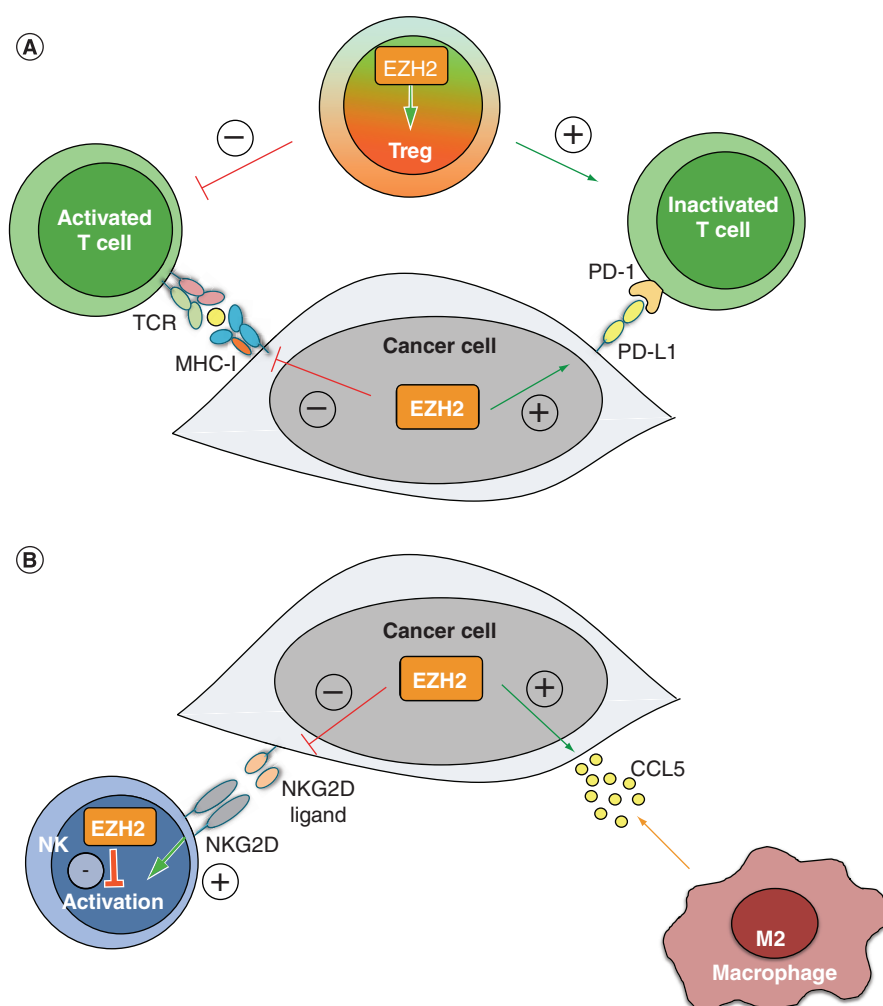 A
EZH2
Treg
−
+
Activated
T cell
Inactivated
T cell
PD-1
TCR
MHC-I
PD-L1
Cancer cell
EZH2
−
+
B
Cancer cell
EZH2
−
+
CCL5
NKG2D
ligand
NKG2D
EZH2
NK
-
Activation
+
M2
Macrophage